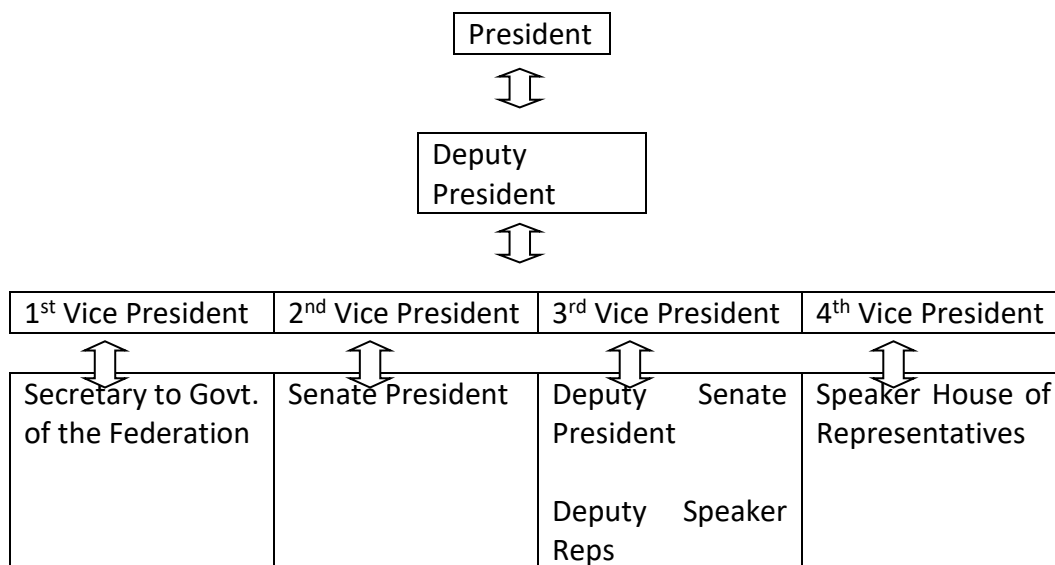 President
Deputy
President
1st Vice President
2nd Vice President
3rd Vice President
4th Vice President
Secretary to Govt.
of the Federation
Senate President
Deputy Senate
President
Deputy Speaker
Reps
Speaker House of
Representatives